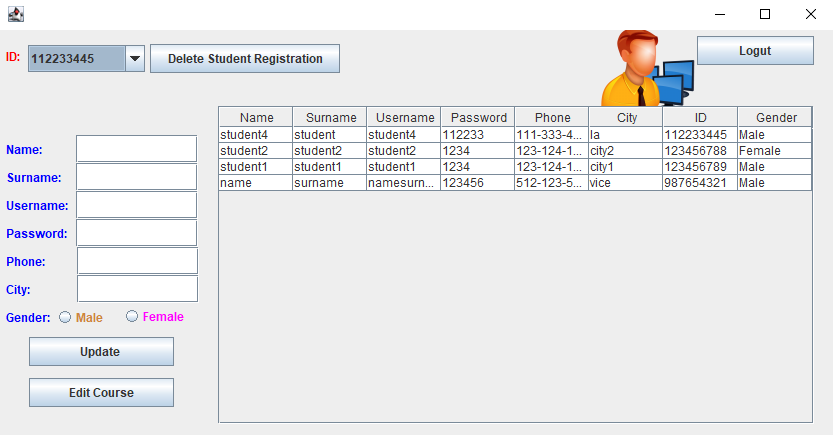 ID: 112233445 Delete Student Registration Logut
Name Surname Username Password Phone City ID Gender
student4 student student4 112233 111-333-4... la 112233445 Male
student2 student2 student2 1234 123-124-1... city2 123456788 Female
student1 student1 student1 1234 123-124-1... city1 123456789 Male
name surname namesurn... 123456 512-123-5... vice 987654321 Male
Name:
Surname:
Username:
Password:
Phone:
City:
Gender: Male Female
Update
Edit Course